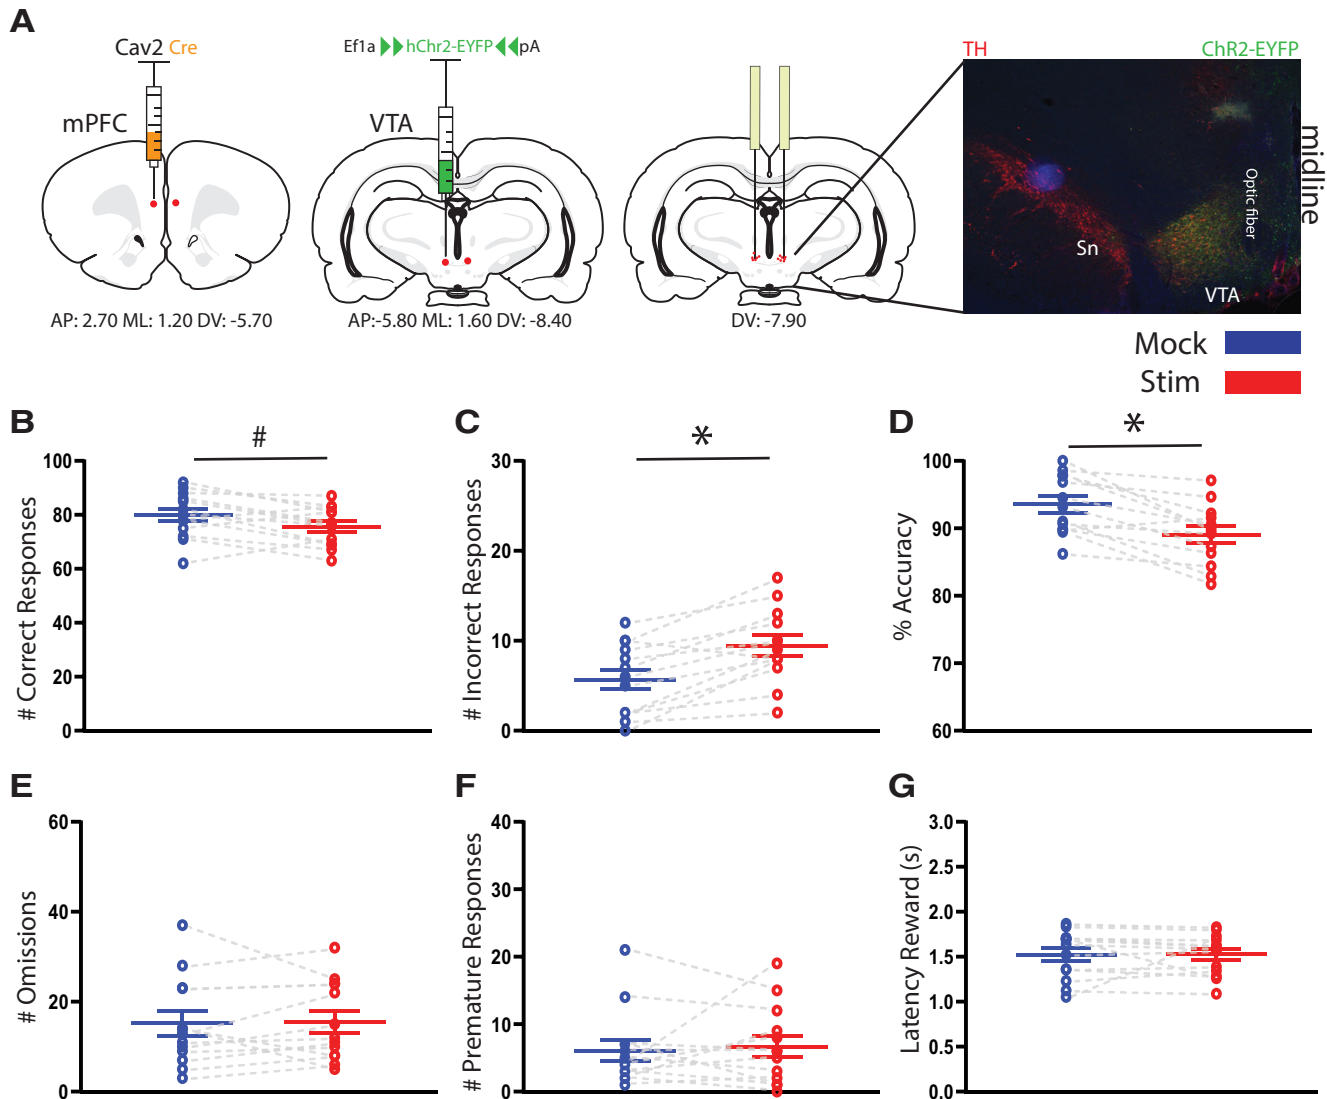 A
Cav2 Cre
mPFC
AP: 2.70 ML: 1.20 DV: -5.70
Ef1a hChr2-EYFP pA
VTA
AP:-5.80 ML: 1.60 DV: -8.40
DV: -7.90
TH ChR2-EYFP
Sn
VTA
Optic fiber
midline
Mock
Stim
B
#
# Correct Responses
100
80
60
40
20
0
C
*
# Incorrect Responses
30
20
10
0
D
*
% Accuracy
100
90
80
70
60
E
# Omissions
60
40
20
0
F
# Premature Responses
40
30
20
10
0
G
Latency Reward (s)
3.0
2.5
2.0
1.5
1.0
0.5
0.0